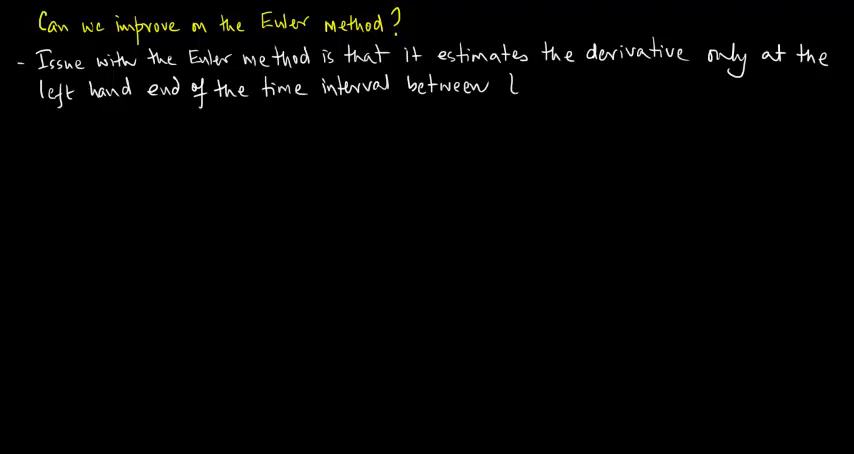 Can we improve on the Euler method?
- Issue with the Euler method is that it estimates the derivative only at the
left hand end of the time interval between